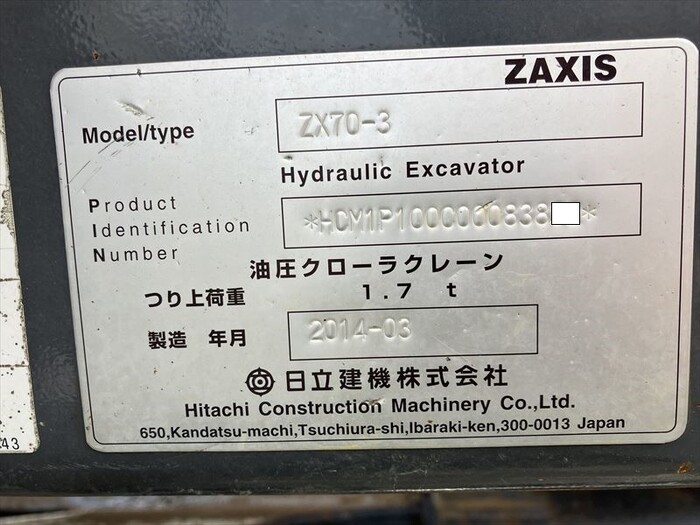 ZAXIS
Model/type ZX70-3
Hydraulic Excavator
Product
Identification *HCM1P100C000838 *
Number
油圧クローラクレーン
つり上荷重 1.7 t
製造 年月 2014-03
日立建機株式会社
Hitachi Construction Machinery Co.,Ltd.
650,Kandatsu-machi,Tsuchiura-shi,Ibaraki-ken,300-0013 Japan
43